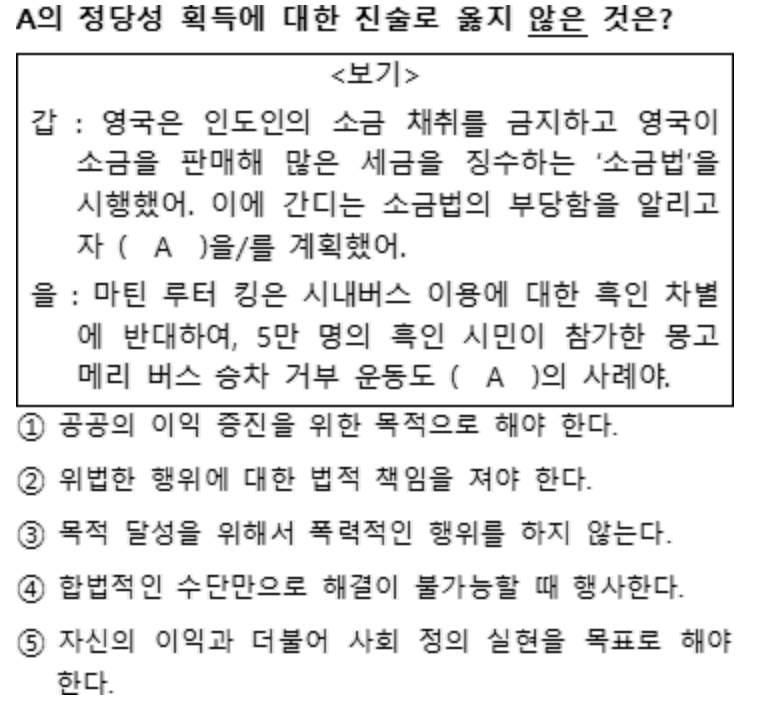 A의 정당성 획득에 대한 진술로 옳지 않은 것은?
<보기>
갑 : 영국은 인도인의 소금 채취를 금지하고 영국이
소금을 판매해 많은 세금을 징수하는 '소금법'을
시행했어. 이에 간디는 소금법의 부당함을 알리고
자 ( A )을/를 계획했어.
을 : 마틴 루터 킹은 시내버스 이용에 대한 흑인 차별
에 반대하여, 5만 명의 흑인 시민이 참가한 몽고
메리 버스 승차 거부 운동도 ( A )의 사례야.
① 공공의 이익 증진을 위한 목적으로 해야 한다.
② 위법한 행위에 대한 법적 책임을 져야 한다.
③ 목적 달성을 위해서 폭력적인 행위를 하지 않는다.
④ 합법적인 수단만으로 해결이 불가능할 때 행사한다.
⑤ 자신의 이익과 더불어 사회 정의 실현을 목표로 해야
한다.